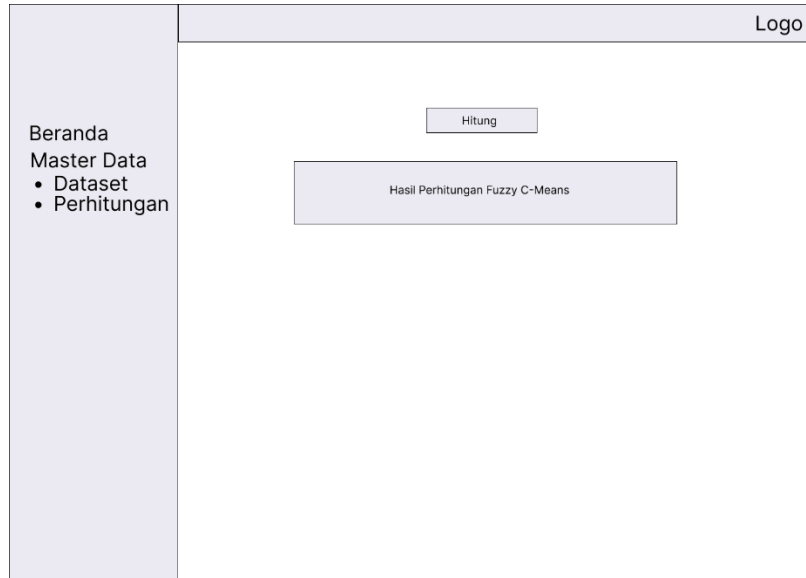 Logo
Beranda
Master Data
• Dataset
• Perhitungan
Hitung
Hasil Perhitungan Fuzzy C-Means